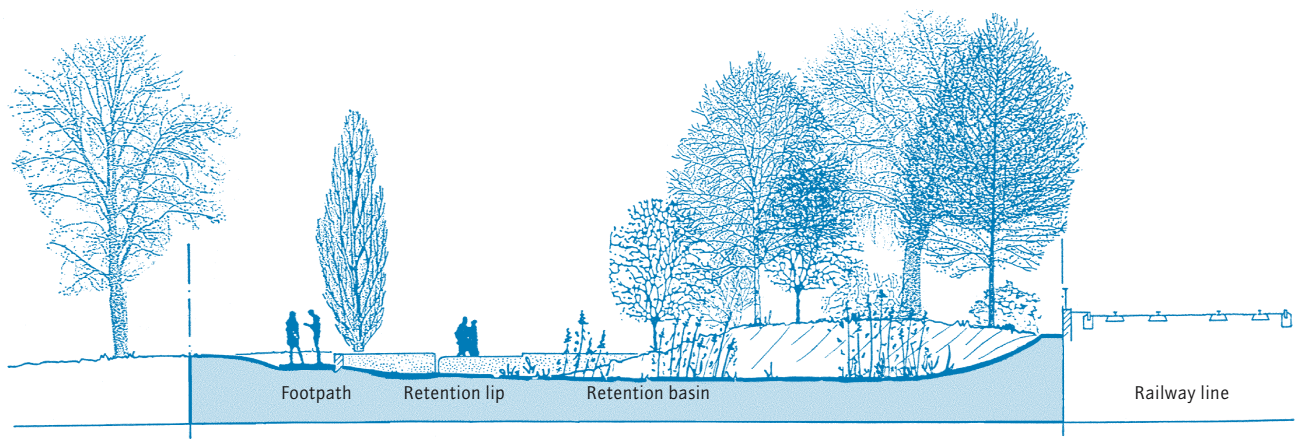 Footpath
Retention lip
Retention basin
Railway line